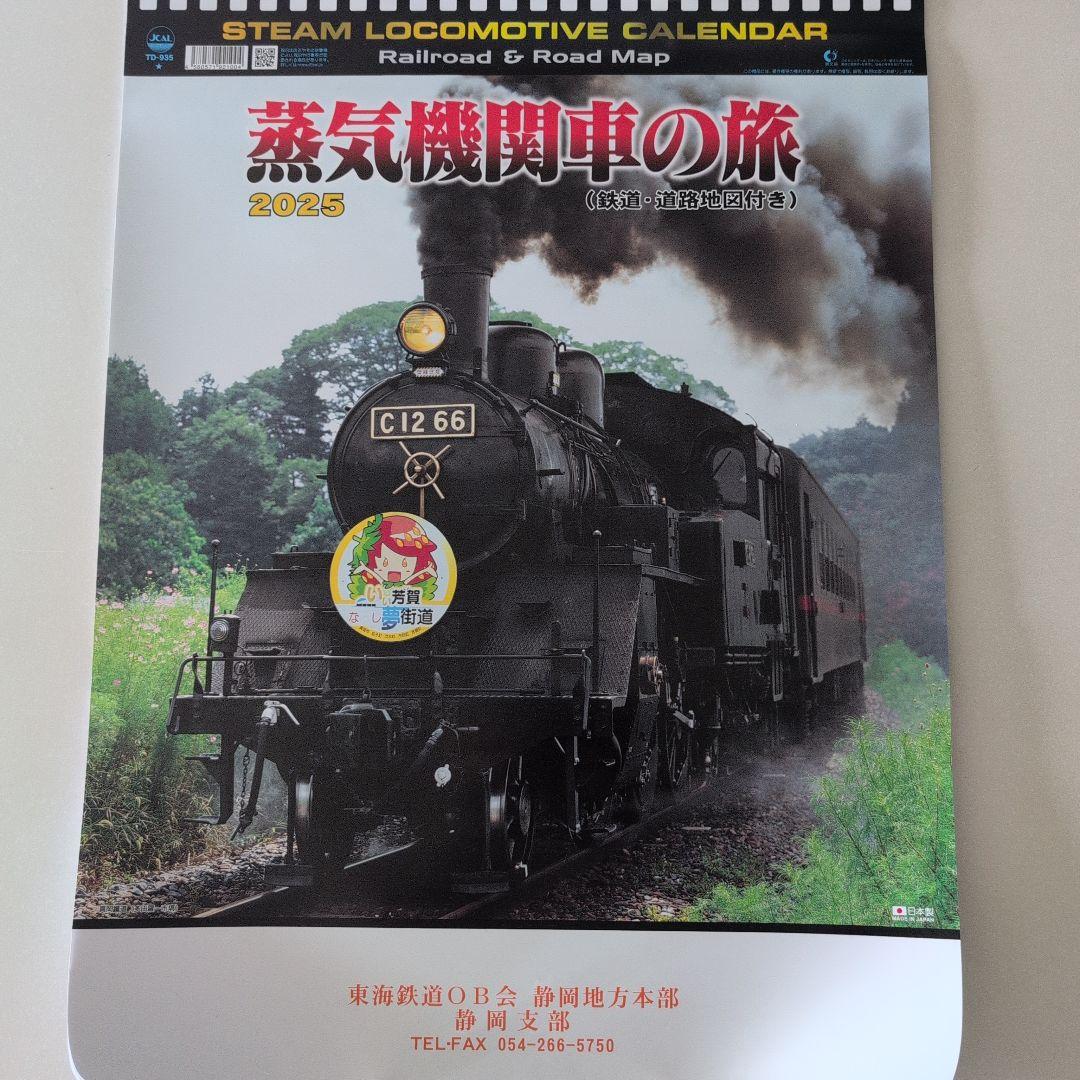 STEAM LOCOMOTIVE CALENDAR
Railroad & Road Map
JCAL
TD-935
蒸気機関車の旅
2025
（鉄道・道路地図付き）
C12 66
芳賀
夢街道
日本製
MADE IN JAPAN
東海鉄道OB会 静岡地方本部
静岡支部
TEL・FAX 054-266-5750